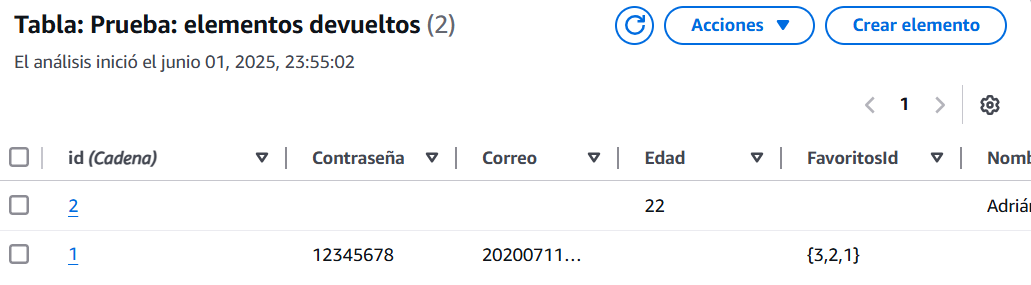 Tabla: Prueba: elementos devueltos (2)
Acciones
Crear elemento
El análisis inició el junio 01, 2025, 23:55:02
1
id (Cadena) Contraseña Correo Edad FavoritosId Nomb
2 22 Adrián
1 12345678 20200711... {3,2,1}